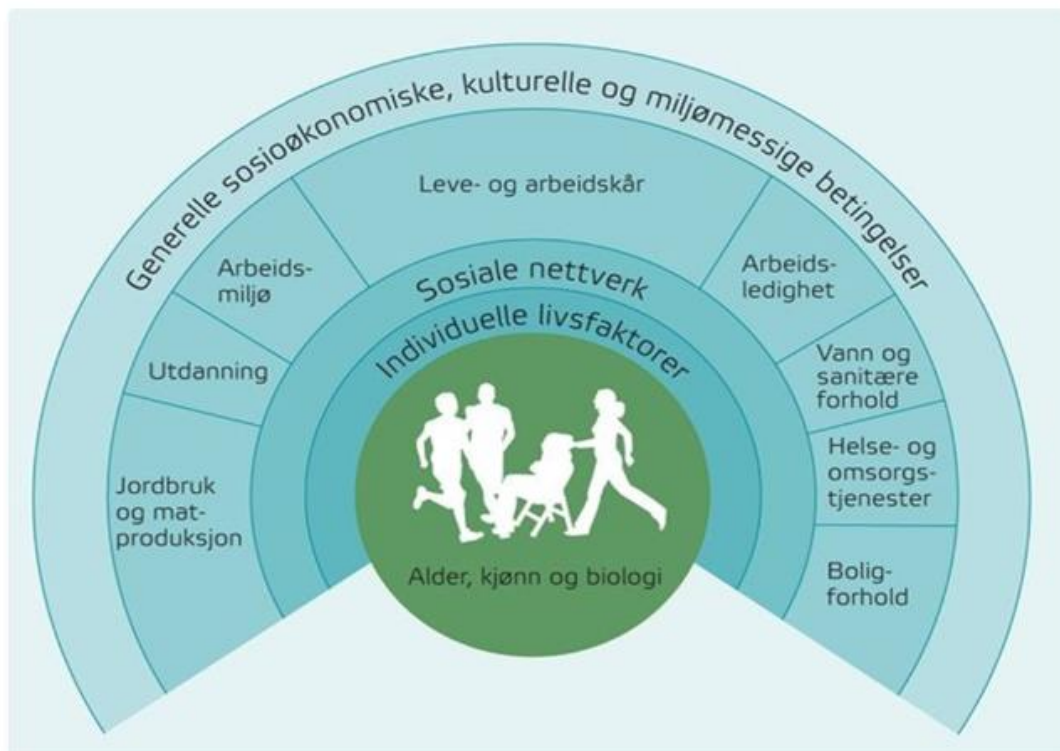 Generelle sosioøkonomiske, kulturelle og miljømessige betingelser
Leve- og arbeidskår
Arbeids-
miljø
Utdanning
Jordbruk
og mat-
produksjon
Arbeids-
ledighet
Vann og
sanitære
forhold
Helse- og
omsorgs-
tjenester
Bolig-
forhold
Sosiale nettverk
Individuelle livsfaktorer
Alder, kjønn og biologi